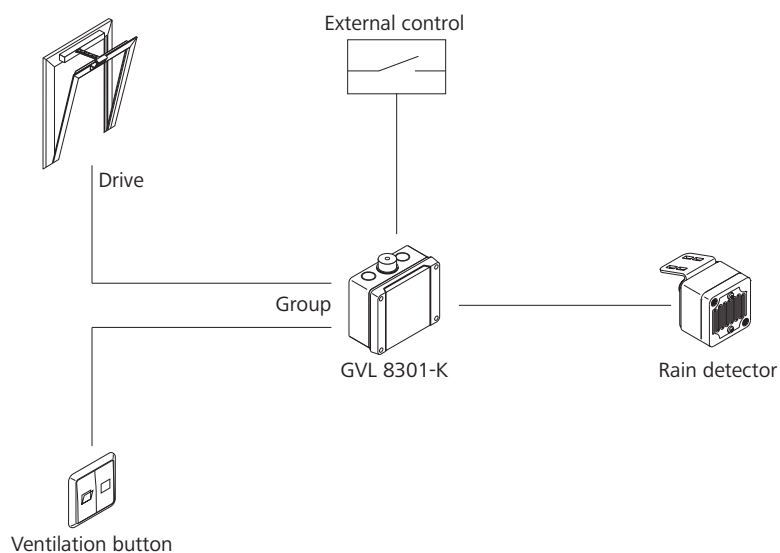 External control
Drive
Group
GVL 8301-K
Rain detector
Ventilation button